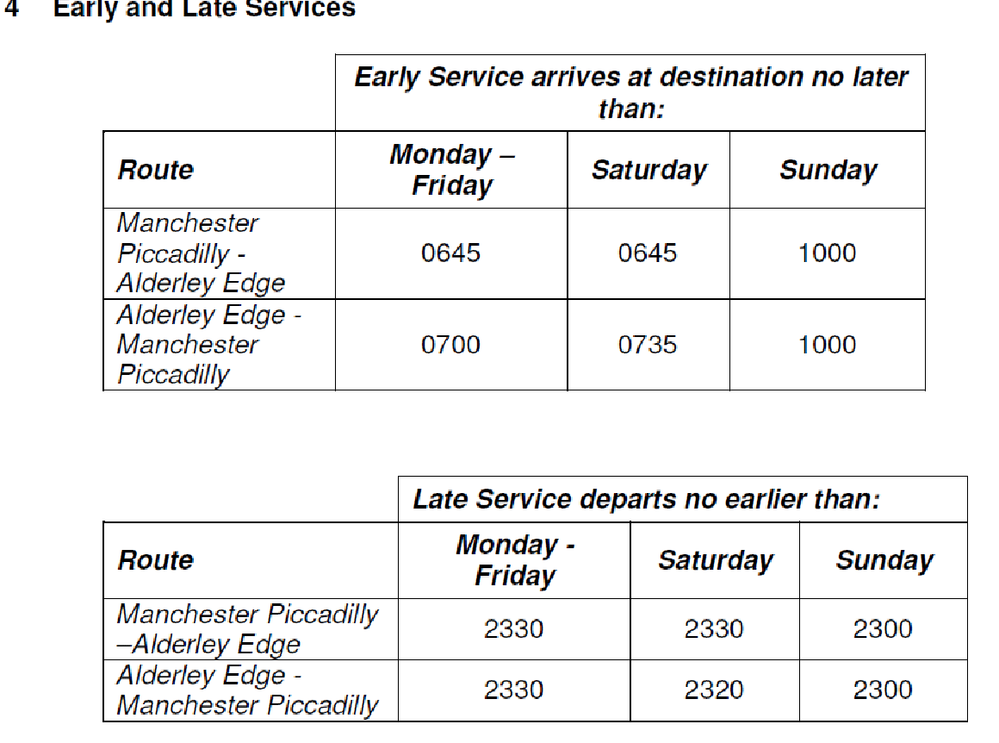 4 Early and Late Services
Early Service arrives at destination no later
than:
Route
Monday –
Friday
Saturday
Sunday
Manchester
Piccadilly -
Alderley Edge
0645
0645
1000
Alderley Edge -
Manchester
Piccadilly
0700
0735
1000
Late Service departs no earlier than:
Route
Monday -
Friday
Saturday
Sunday
Manchester Piccadilly
–Alderley Edge
2330
2330
2300
Alderley Edge -
Manchester Piccadilly
2330
2320
2300